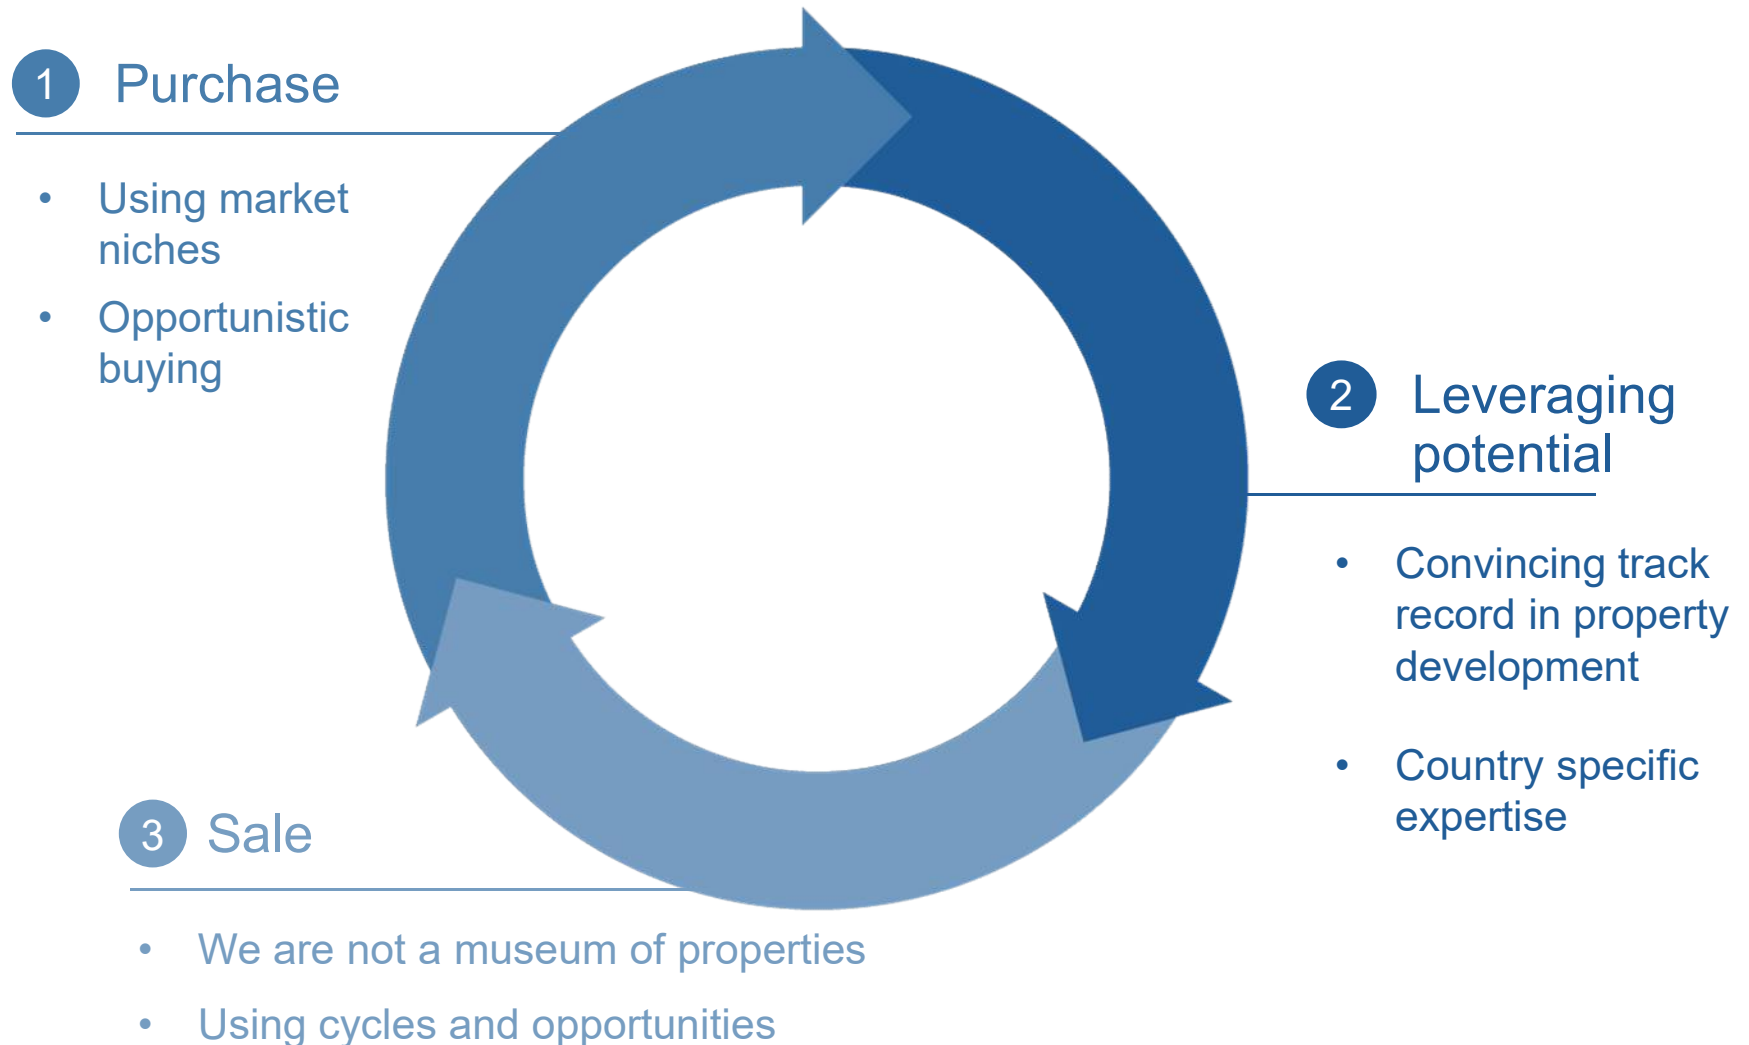 1 Purchase
• Using market
niches
• Opportunistic
buying
2 Leveraging
potential
• Convincing track
record in property
development
• Country specific
expertise
3 Sale
• We are not a museum of properties
• Using cycles and opportunities